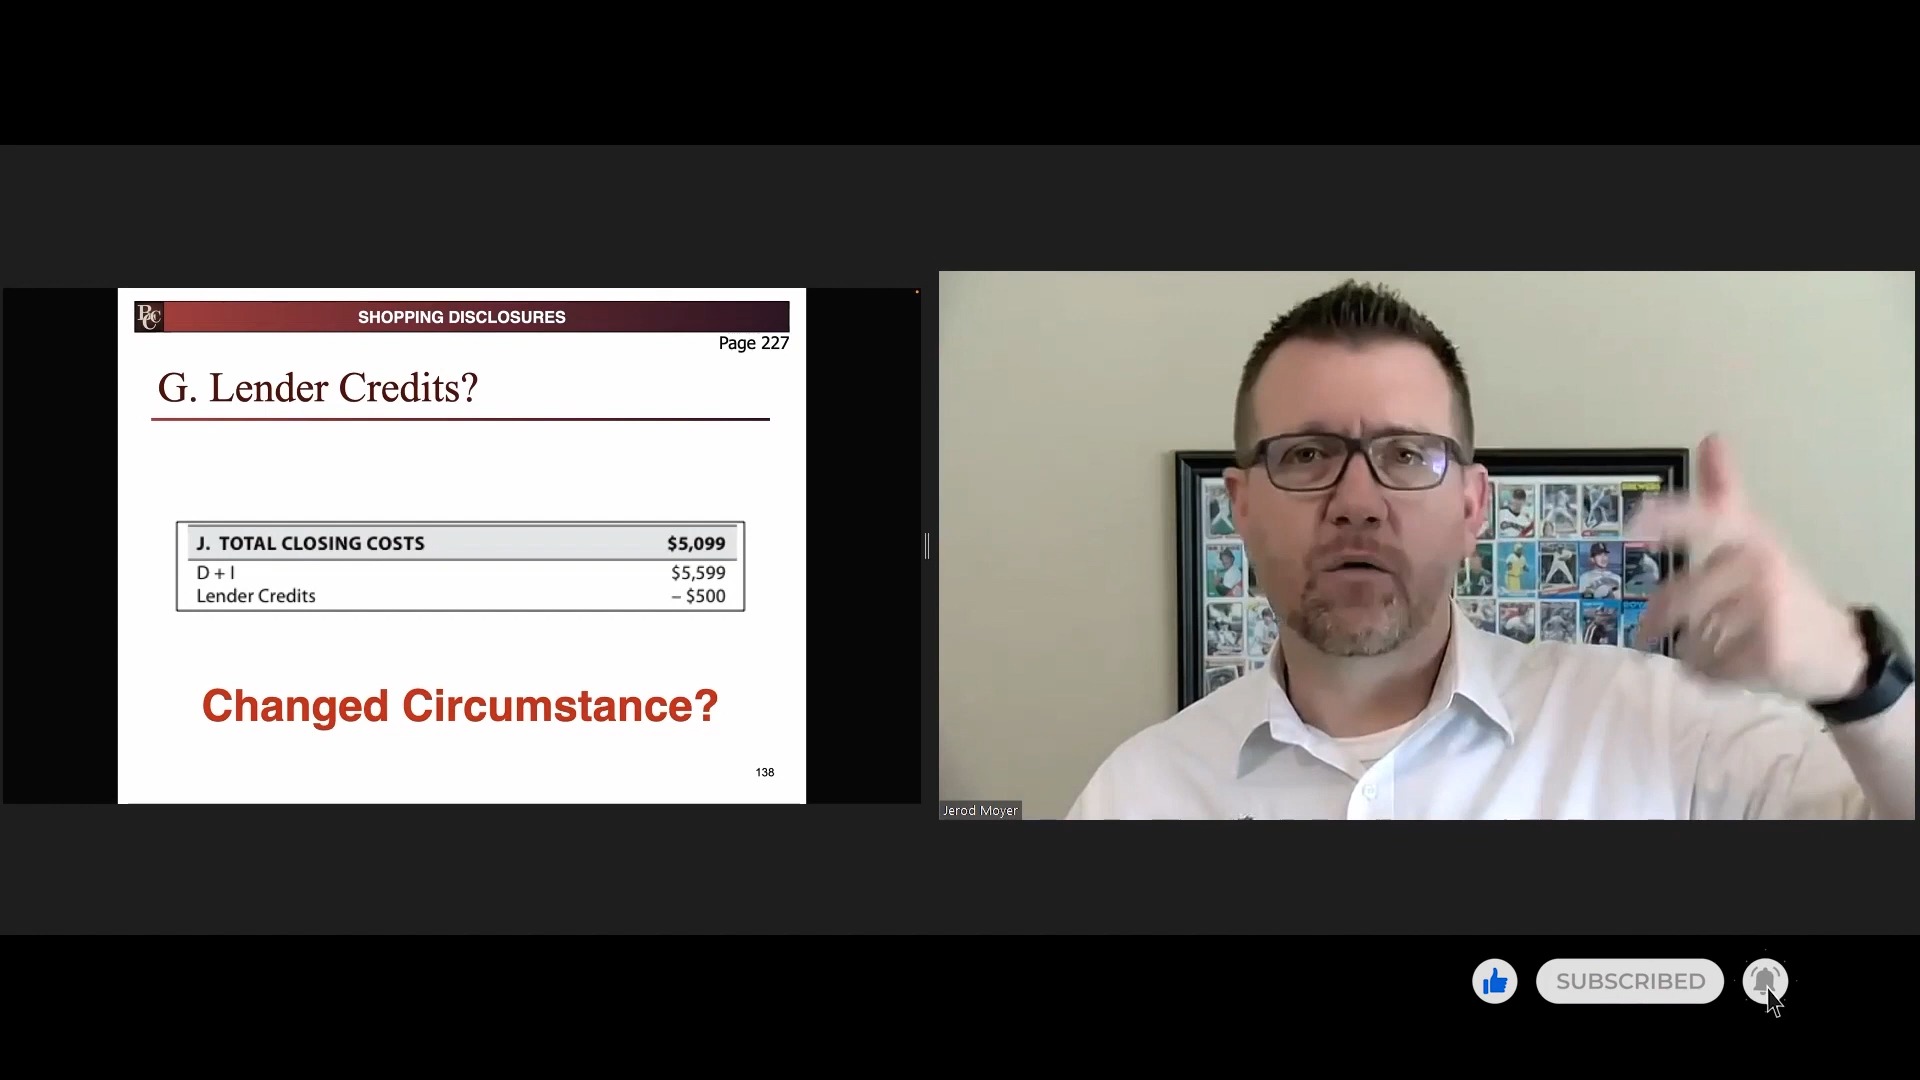 PCC
SHOPPING DISCLOSURES
Page 227
G. Lender Credits?
J. TOTAL CLOSING COSTS $5,099
D + I $5,599
Lender Credits – $500
Changed Circumstance?
138
Jerod Moyer
SUBSCRIBED